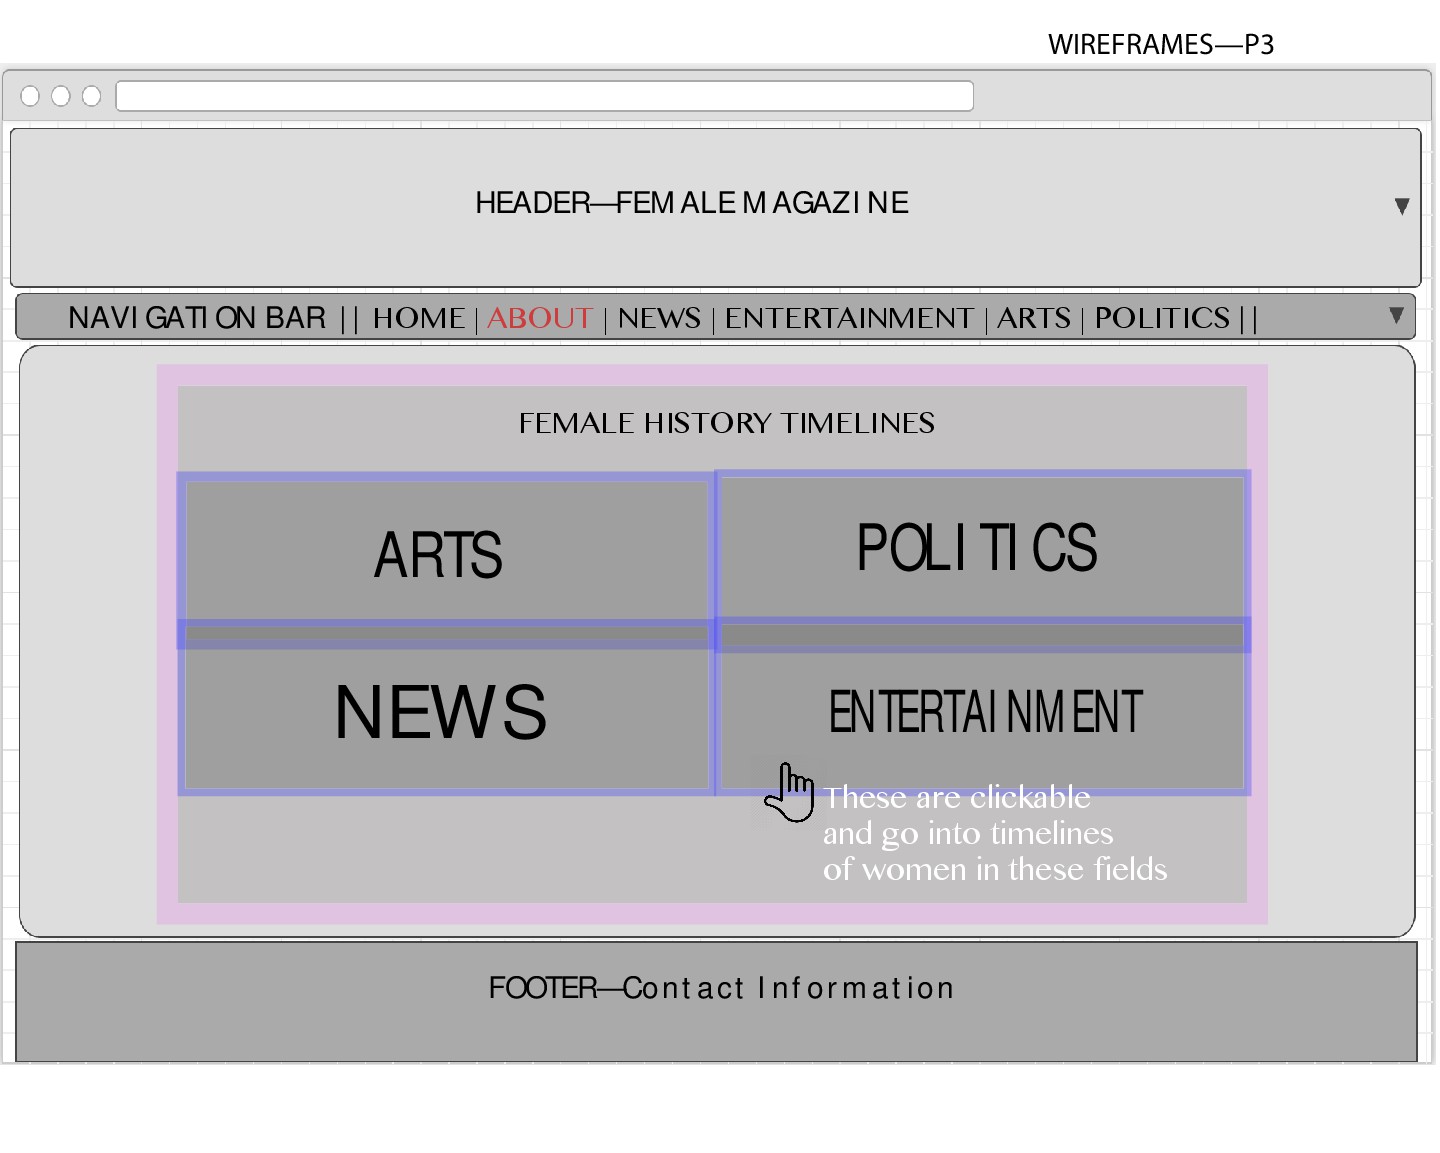 WIREFRAMES—P3
HEADER—FEMALE MAGAZINE
NAVIGATION BAR || HOME | ABOUT | NEWS | ENTERTAINMENT | ARTS | POLITICS ||
FEMALE HISTORY TIMELINES
ARTS
POLITICS
NEWS
ENTERTAINMENT
These are clickable
and go into timelines
of women in these fields
FOOTER—Contact Information